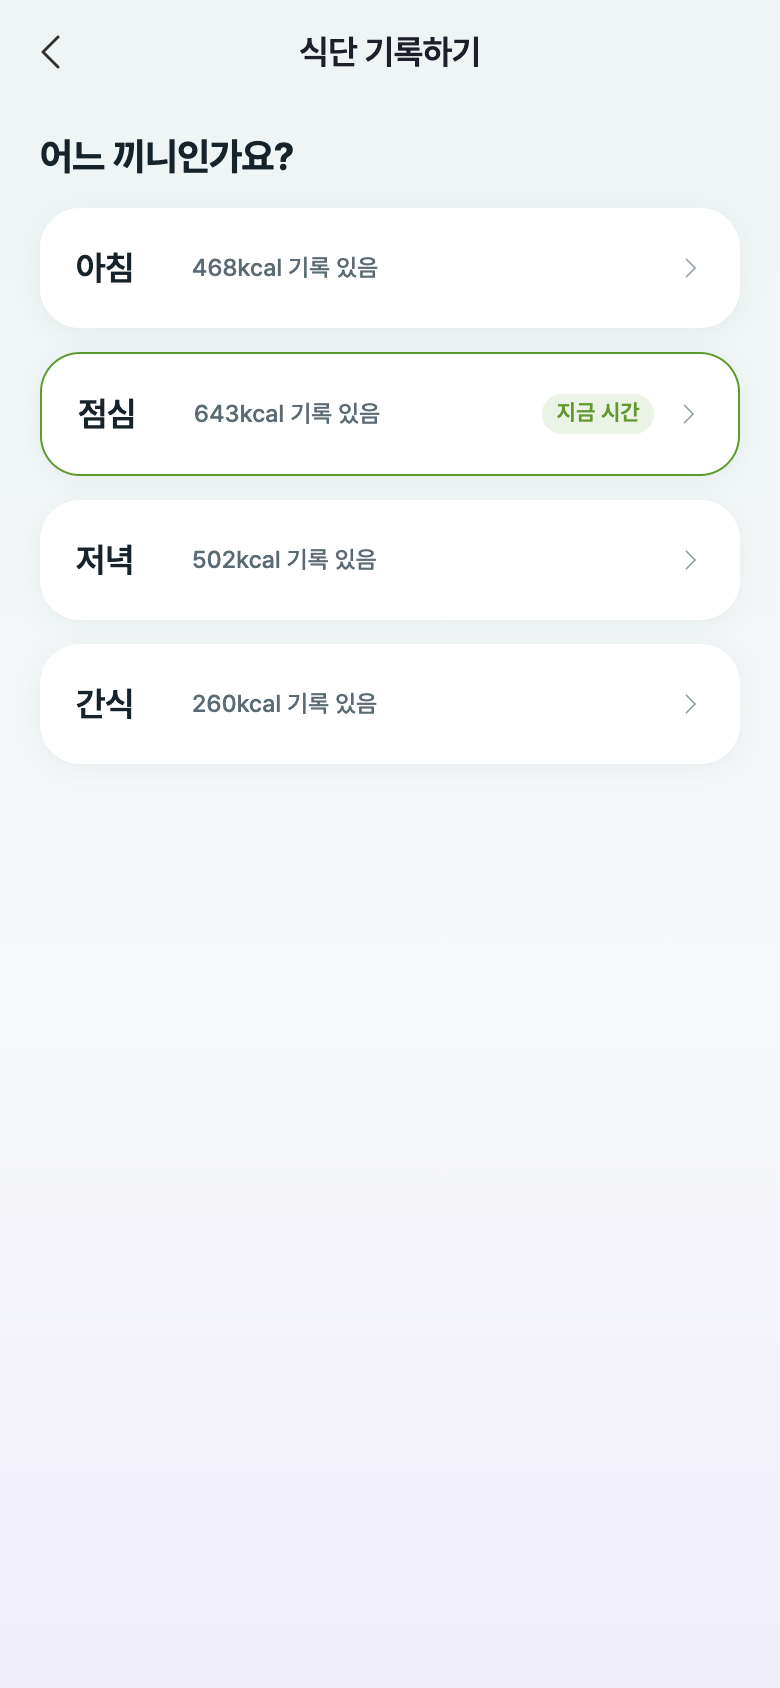 식단 기록하기
어느 끼니인가요?
아침 468kcal 기록 있음
점심 643kcal 기록 있음 지금 시간
저녁 502kcal 기록 있음
간식 260kcal 기록 있음